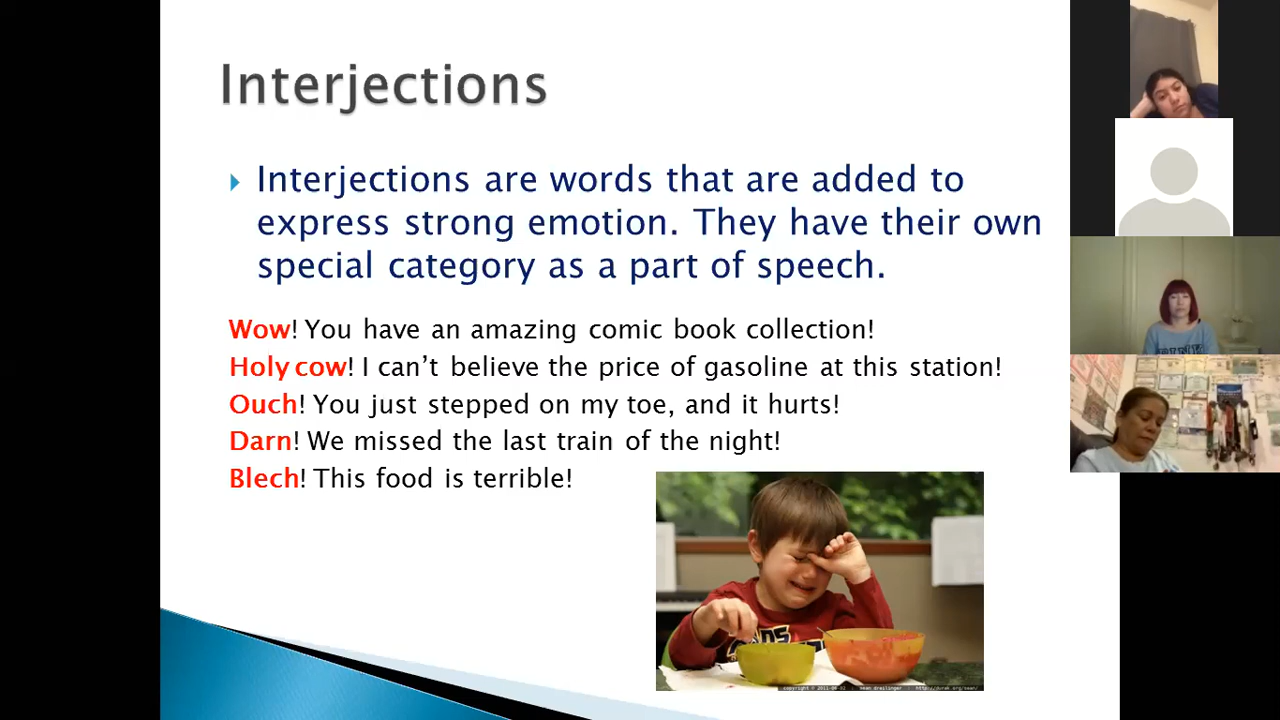 Interjections
Interjections are words that are added to
express strong emotion. They have their own
special category as a part of speech.
Wow! You have an amazing comic book collection!
Holy cow! I can't believe the price of gasoline at this station!
Ouch! You just stepped on my toe, and it hurts!
Darn! We missed the last train of the night!
Blech! This food is terrible!